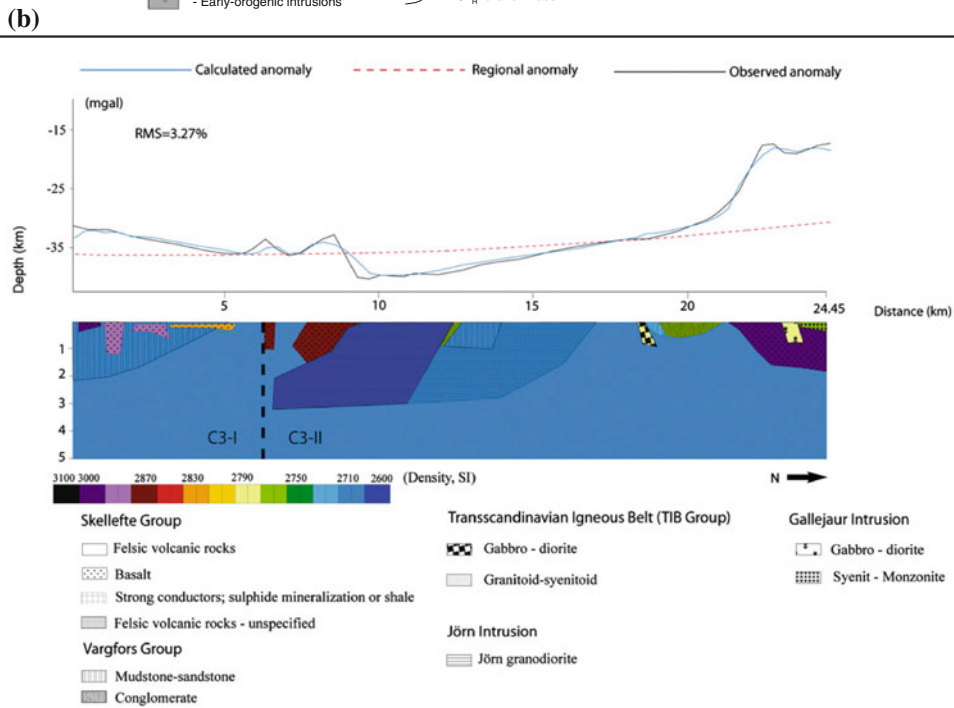 - Early-orogenic intrusions
(b)
Calculated anomaly
Regional anomaly
Observed anomaly
(mgal)
RMS=3.27%
-15
-25
-35
Depth (km)
5
10
15
20
24.45
Distance (km)
1
2
3
4
5
C3-I
C3-II
3100 3000 2870 2830 2790 2750 2710 2600 (Density, SI)
N
Skellefte Group
Felsic volcanic rocks
Basalt
Strong conductors; sulphide mineralization or shale
Felsic volcanic rocks - unspecified
Vargfors Group
Mudstone-sandstone
Conglomerate
Transscandinavian Igneous Belt (TIB Group)
Gabbro - diorite
Granitoid-syenitoid
Jörn Intrusion
Jörn granodiorite
Gallejaur Intrusion
Gabbro - diorite
Syenit - Monzonite